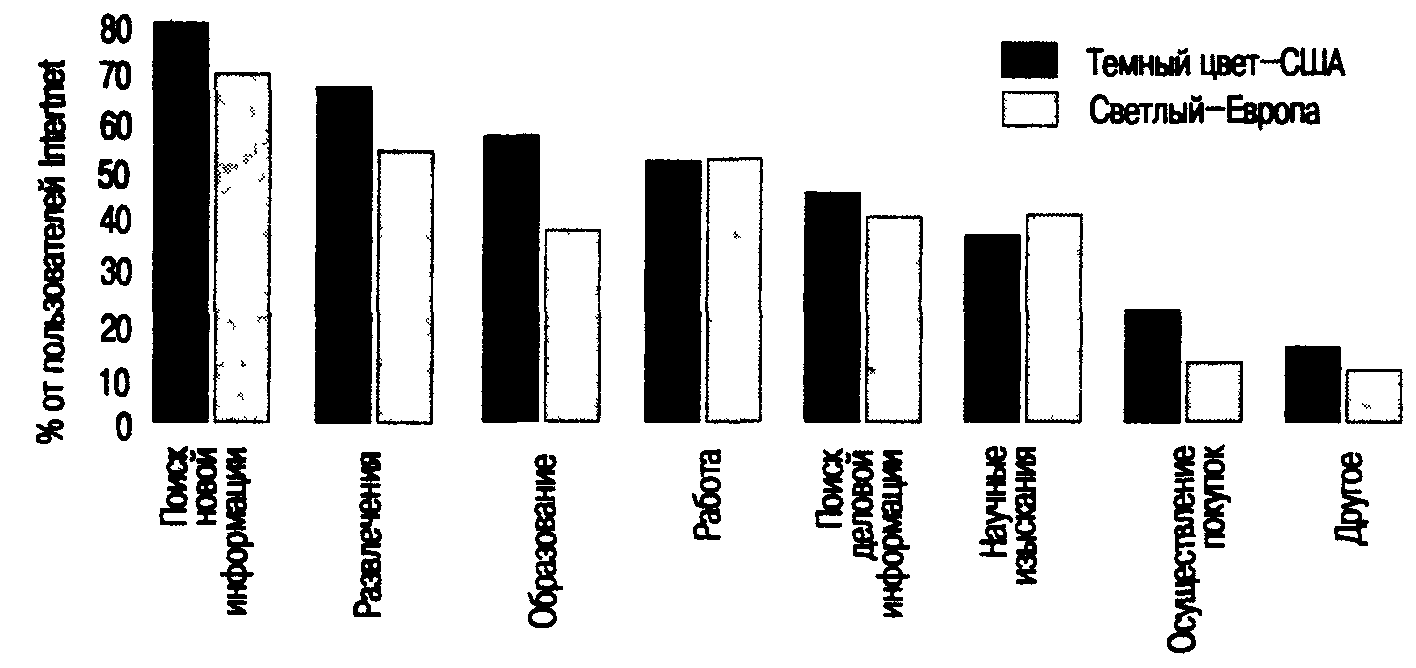 % от пользователей Intertnet
80
70
60
50
40
30
20
10
0
Темный цвет–США
Светлый–Европа
Поиск
новой
информации
Развлечения
Образование
Работа
Поиск
деловой
информации
Научные
изыскания
Осуществление
покупок
Другое